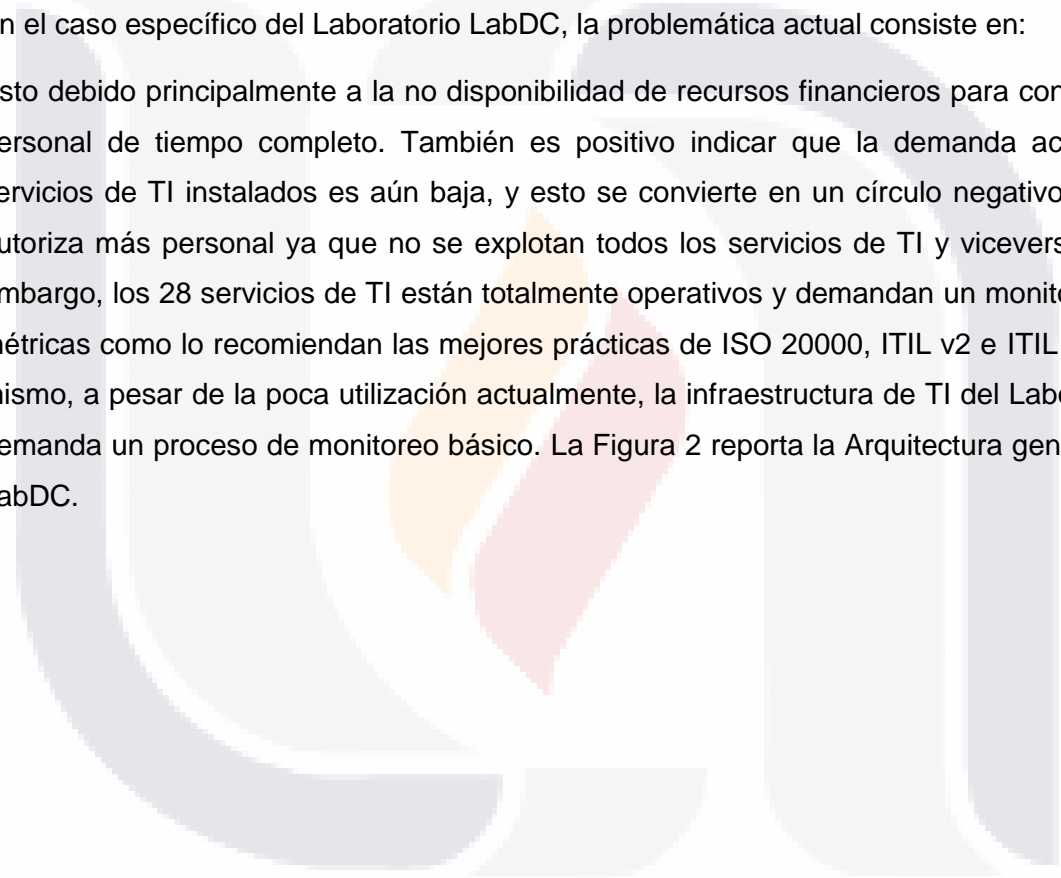 n el caso específico del Laboratorio LabDC, la problemática actual consiste en:
sto debido principalmente a la no disponibilidad de recursos financieros para con
ersonal de tiempo completo. También es positivo indicar que la demanda ac
ervicios de TI instalados es aún baja, y esto se convierte en un círculo negativo
utoriza más personal ya que no se explotan todos los servicios de TI y vicevers
mbargo, los 28 servicios de TI están totalmente operativos y demandan un monito
nétricas como lo recomiendan las mejores prácticas de ISO 20000, ITIL v2 e ITIL
nismo, a pesar de la poca utilización actualmente, la infraestructura de TI del Labo
emanda un proceso de monitoreo básico. La Figura 2 reporta la Arquitectura gen
abDC.